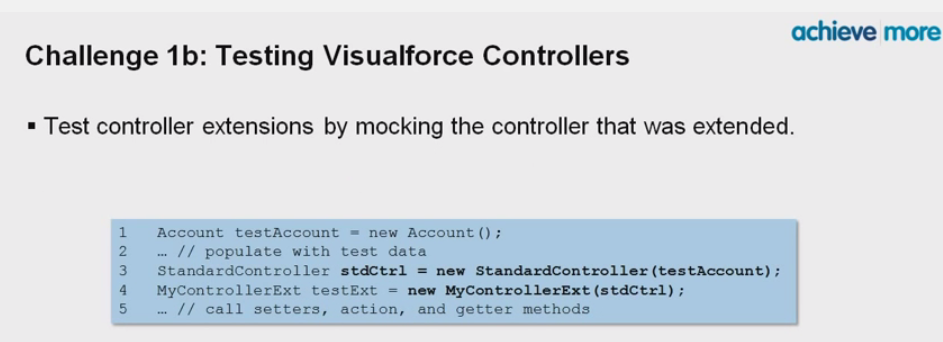 achieve more
Challenge 1b: Testing Visualforce Controllers
▪ Test controller extensions by mocking the controller that was extended.
1 Account testAccount = new Account();
2 … // populate with test data
3 StandardController stdCtrl = new StandardController(testAccount);
4 MyControllerExt testExt = new MyControllerExt(stdCtrl);
5 … // call setters, action, and getter methods